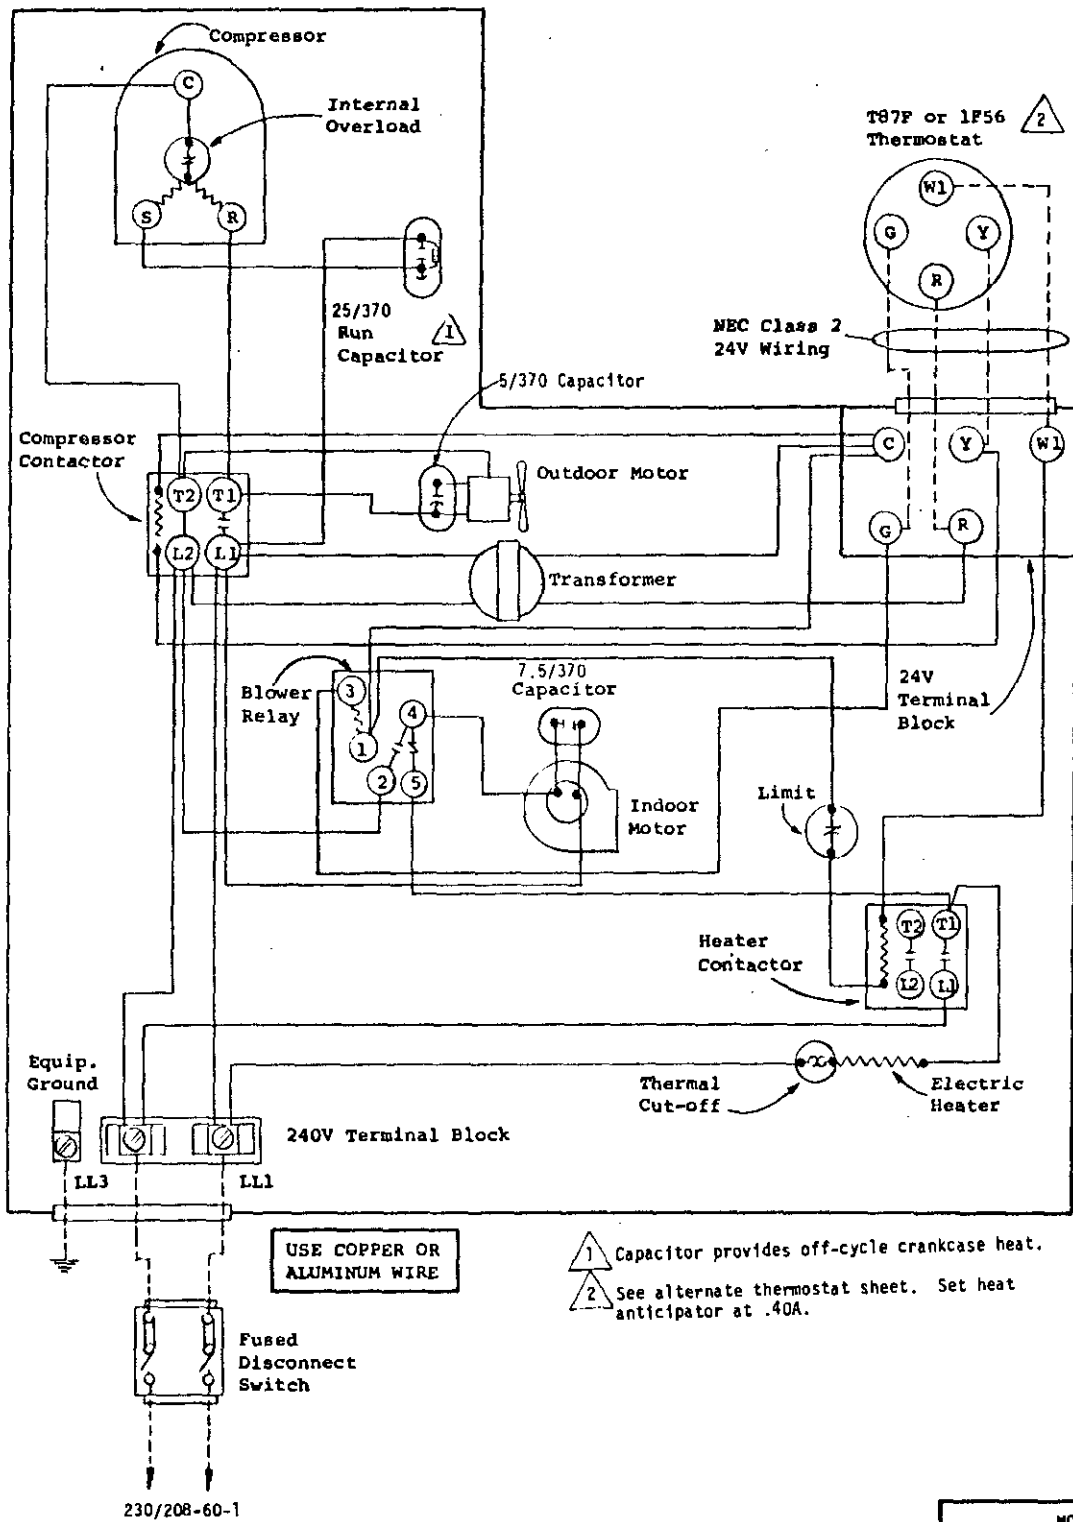 Compressor
C
Internal
Overload
S
R
25/370
Run
Capacitor
1
T87F or 1F56
Thermostat
2
W1
G
Y
R
NEC Class 2
24V Wiring
5/370 Capacitor
Compressor
Contactor
T2
T1
L2
L1
Outdoor Motor
Transformer
C
Y
W1
G
R
24V
Terminal
Block
Blower
Relay
3
4
1
2
5
7.5/370
Capacitor
Indoor
Motor
Limit
Heater
Contactor
T2
T1
L2
L1
Thermal
Cut-off
Electric
Heater
Equip.
Ground
240V Terminal Block
LL3
LL1
USE COPPER OR
ALUMINUM WIRE
1 Capacitor provides off-cycle crankcase heat.
2 See alternate thermostat sheet. Set heat
anticipator at .40A.
Fused
Disconnect
Switch
230/208-60-1